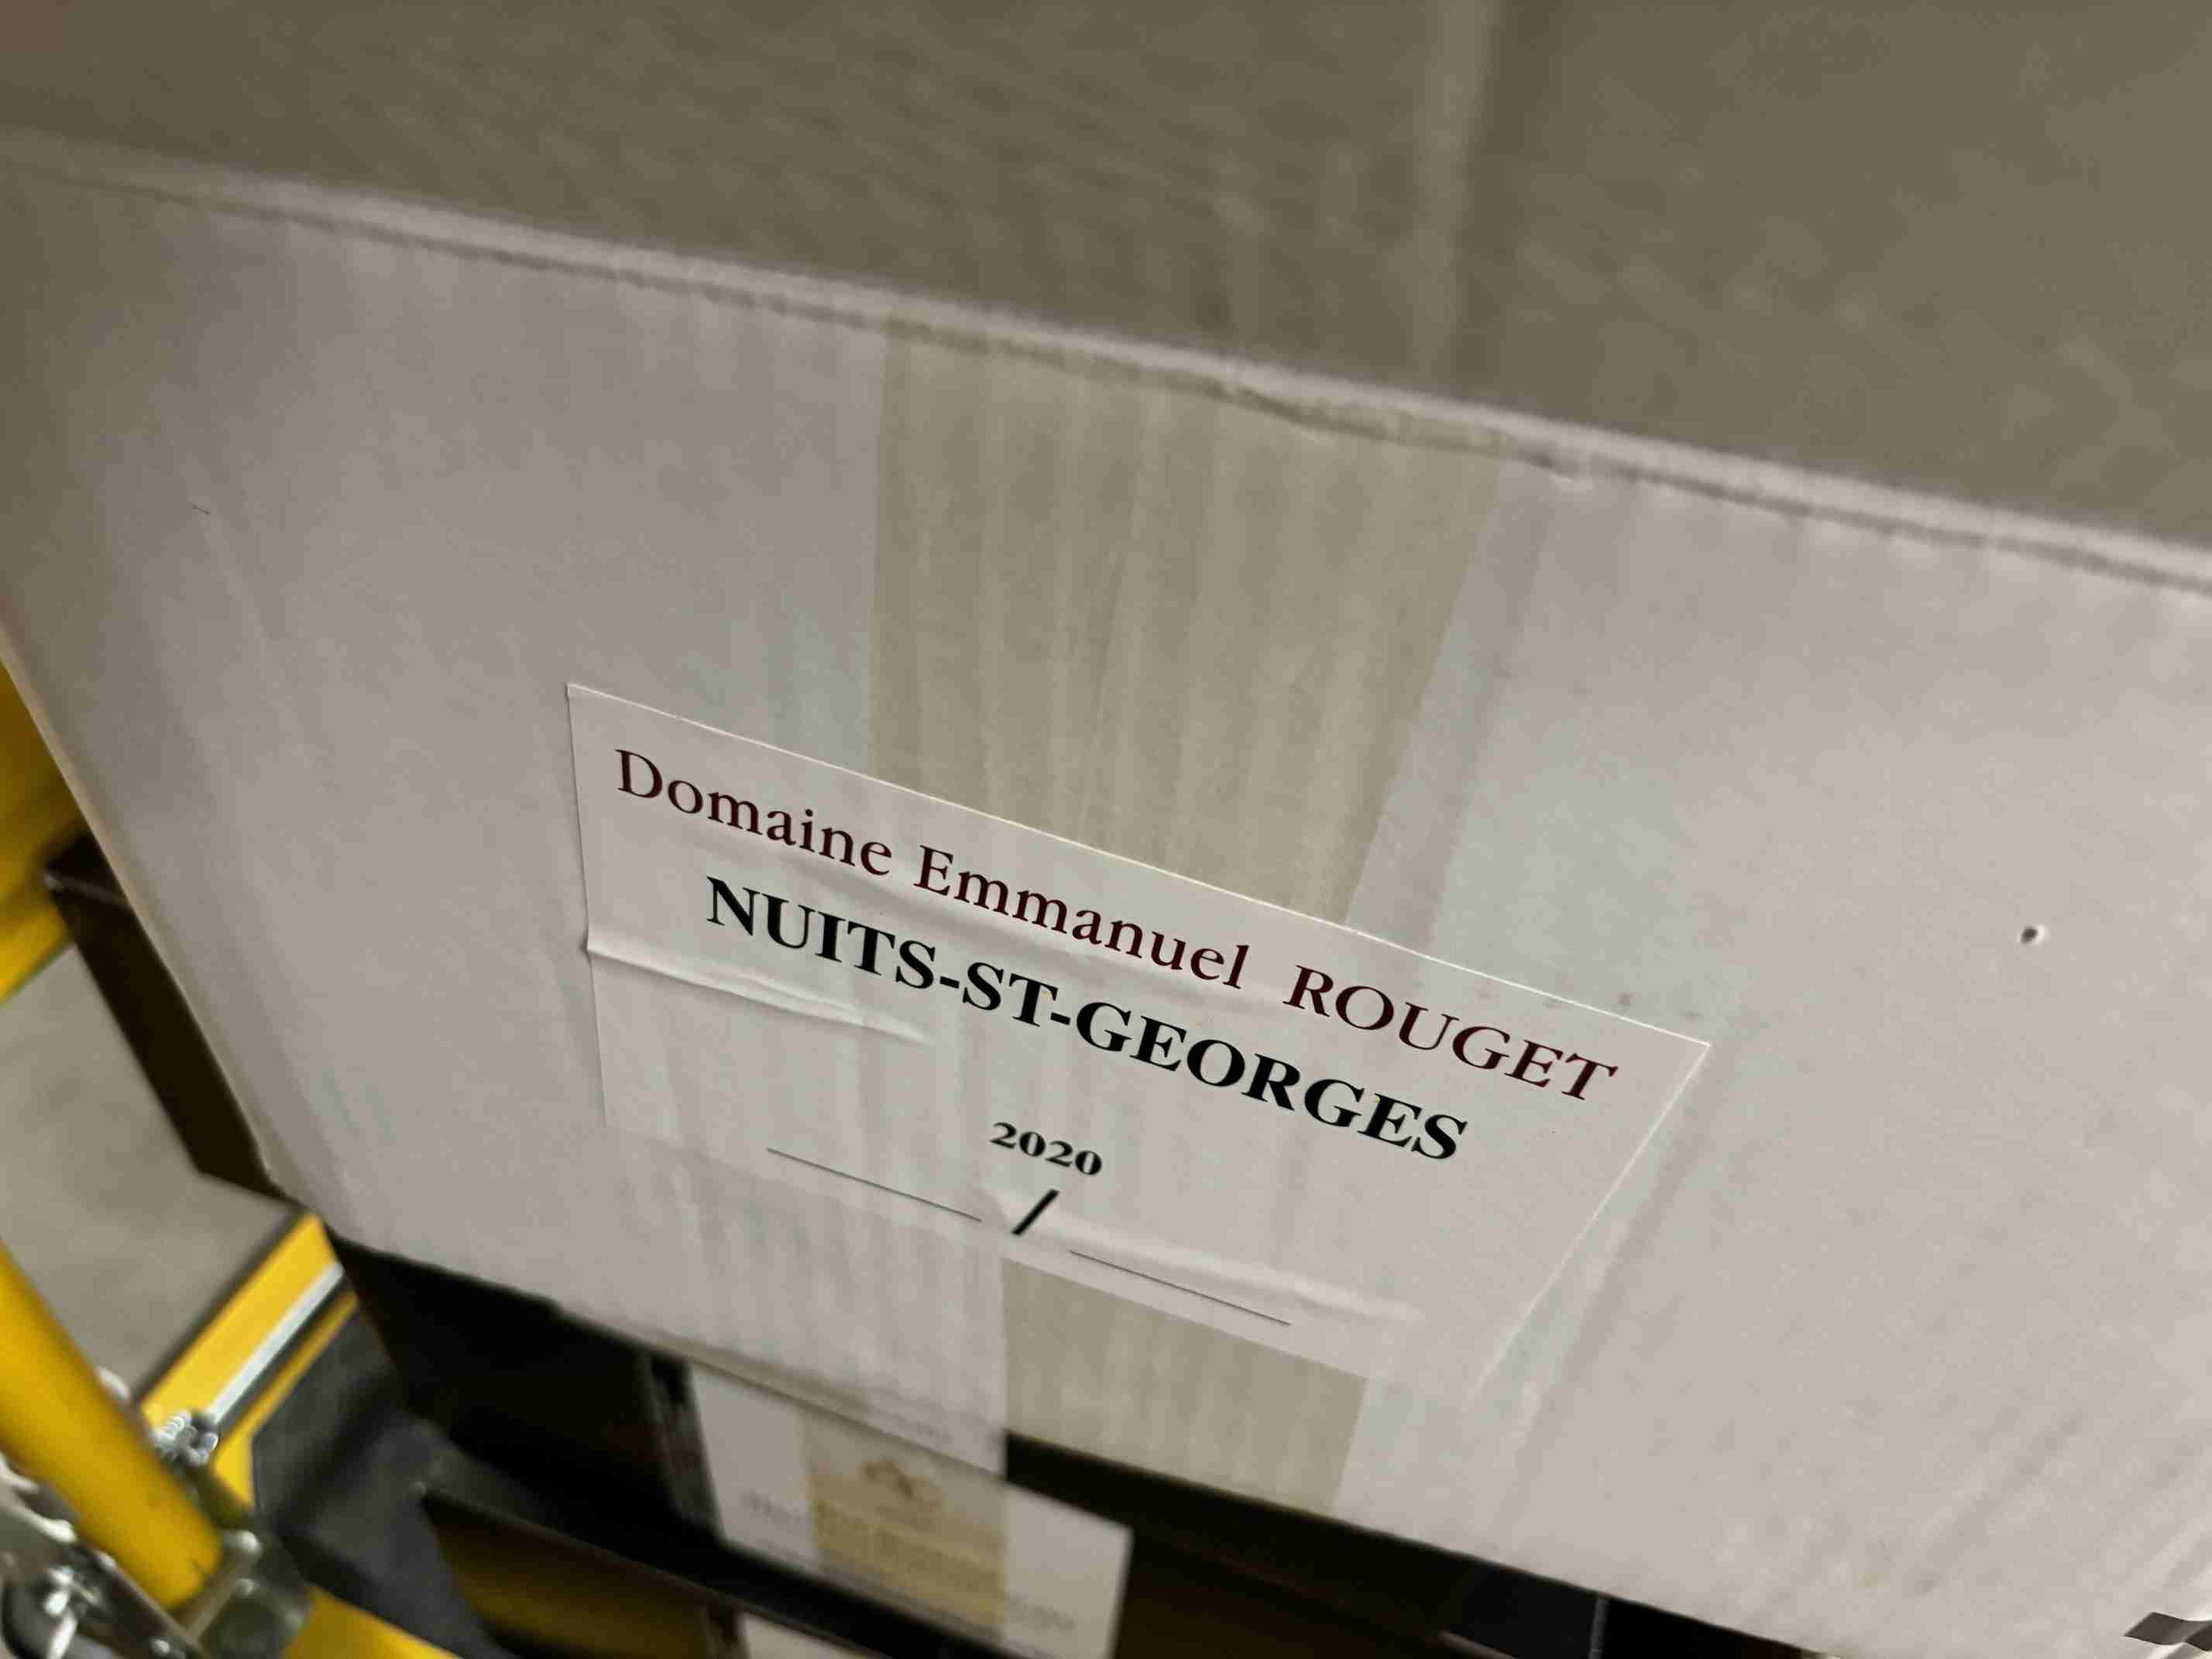 Domaine Emmanuel ROUGET
NUITS-ST-GEORGES
2020
/